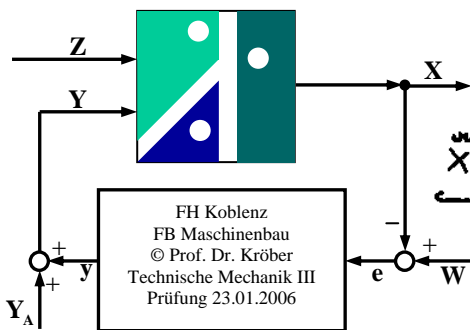 Z
X
Y
FH Koblenz
FB Maschinenbau
© Prof. Dr. Kröber
Technische Mechanik III
Prüfung 23.01.2006
−
+
+
y
e
W
+
Y_A